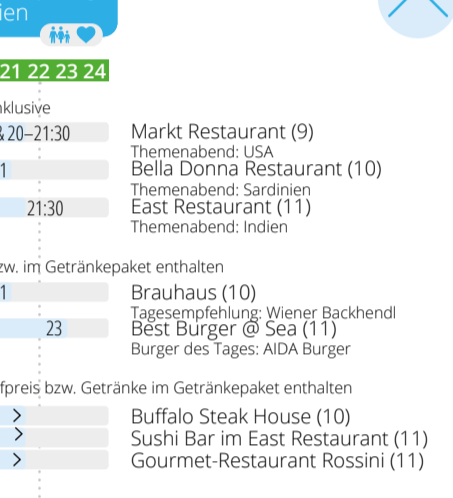 ien
21 22 23 24
nklusive
& 20–21:30 Markt Restaurant (9)
Themenabend: USA
1 Bella Donna Restaurant (10)
Themenabend: Sardinien
21:30 East Restaurant (11)
Themenabend: Indien
zw. im Getränkepaket enthalten
1 Brauhaus (10)
Tagesempfehlung: Wiener Backhendl
23 Best Burger @ Sea (11)
Burger des Tages: AIDA Burger
fpreis bzw. Getränke im Getränkepaket enthalten
> Buffalo Steak House (10)
> Sushi Bar im East Restaurant (11)
> Gourmet-Restaurant Rossini (11)